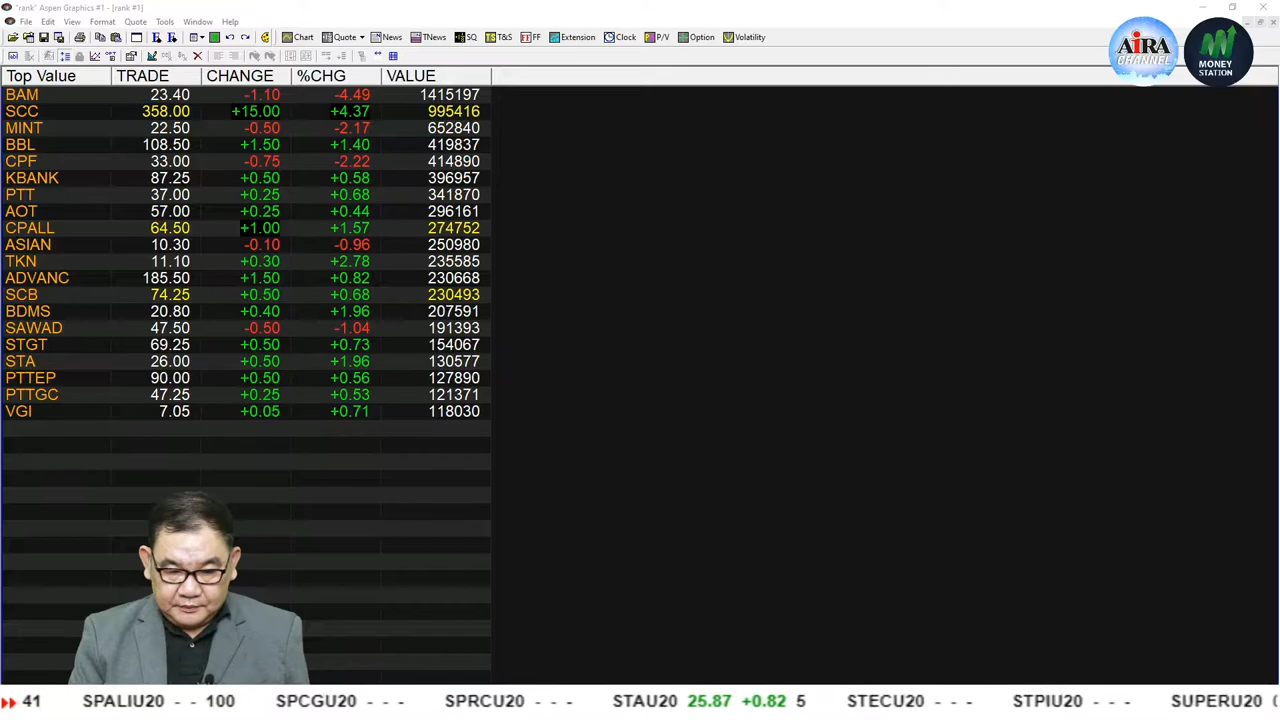 "rank" Aspen Graphics #1 - [rank #1]
File Edit View Format Quote Tools Window Help
Chart Quote News TNews SQ T&S FF Extension Clock P/V Option Volatility
AiRA CHANNEL
MONEY STATION
Top Value TRADE CHANGE %CHG VALUE
BAM 23.40 -1.10 -4.49 1415197
SCC 358.00 +15.00 +4.37 995416
MINT 22.50 -0.50 -2.17 652840
BBL 108.50 +1.50 +1.40 419837
CPF 33.00 -0.75 -2.22 414890
KBANK 87.25 +0.50 +0.58 396957
PTT 37.00 +0.25 +0.68 341870
AOT 57.00 +0.25 +0.44 296161
CPALL 64.50 +1.00 +1.57 274752
ASIAN 10.30 -0.10 -0.96 250980
TKN 11.10 +0.30 +2.78 235585
ADVANC 185.50 +1.50 +0.82 230668
SCB 74.25 +0.50 +0.68 230493
BDMS 20.80 +0.40 +1.96 207591
SAWAD 47.50 -0.50 -1.04 191393
STGT 69.25 +0.50 +0.73 154067
STA 26.00 +0.50 +1.96 130577
PTTEP 90.00 +0.50 +0.56 127890
PTTGC 47.25 +0.25 +0.53 121371
VGI 7.05 +0.05 +0.71 118030
41 SPALIU20 - - 100 SPCGU20 - - - SPRCU20 - - - STAU20 25.87 +0.82 5 STECU20 - - - STPIU20 - - - SUPERU20